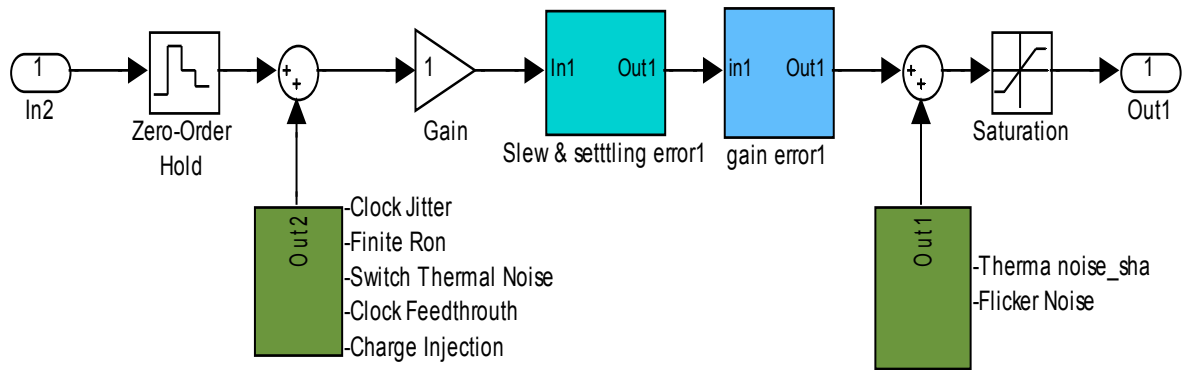 1
In2
Zero-Order
Hold
+
+
1
Gain
In1 Out1
Slew & setttling error1
in1 Out1
gain error1
+
+
Saturation
1
Out1
Out2
-Clock Jitter
-Finite Ron
-Switch Thermal Noise
-Clock Feedthrouth
-Charge Injection
Out1
-Therma noise_sha
-Flicker Noise